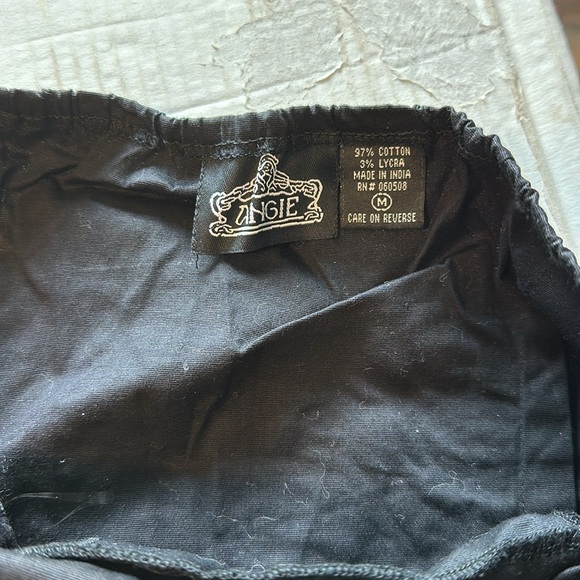 ANGIE
97% COTTON
3% LYCRA
MADE IN INDIA
RN# 060508
M
CARE ON REVERSE